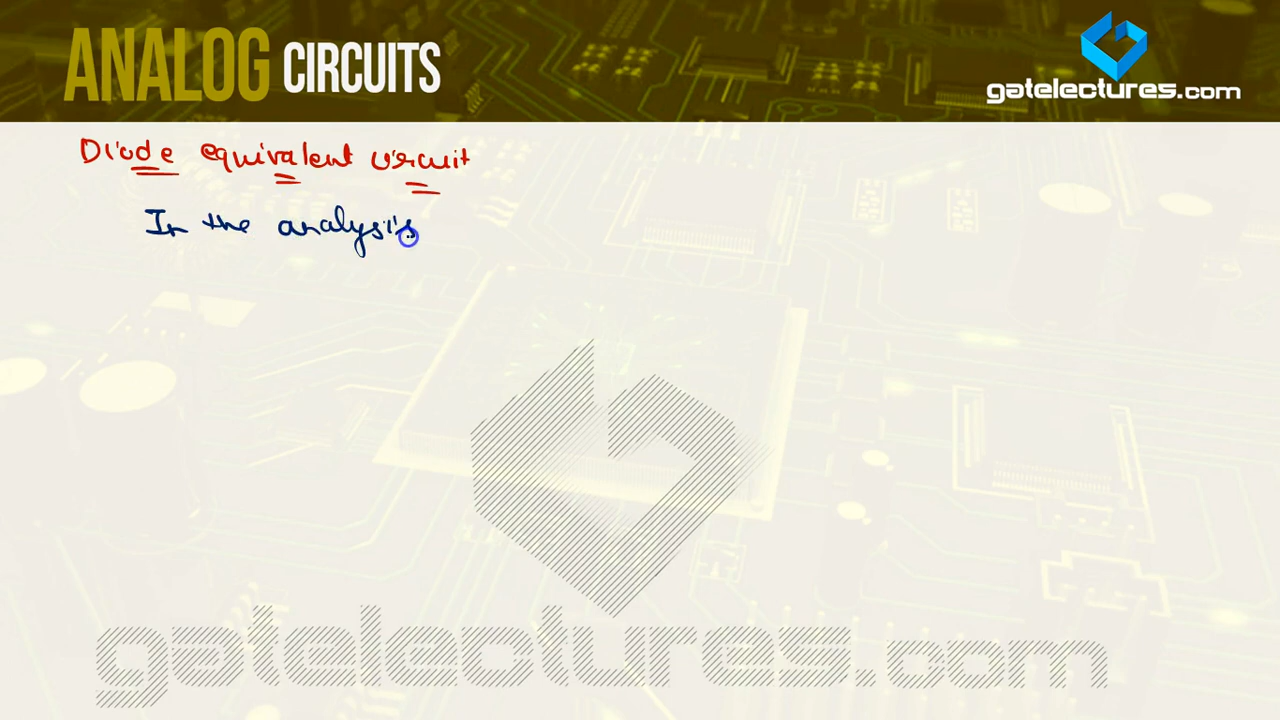 ANALOG CIRCUITS
gatelectures.com
Diode equivalent circuit
In the analysis
gatelectures.com